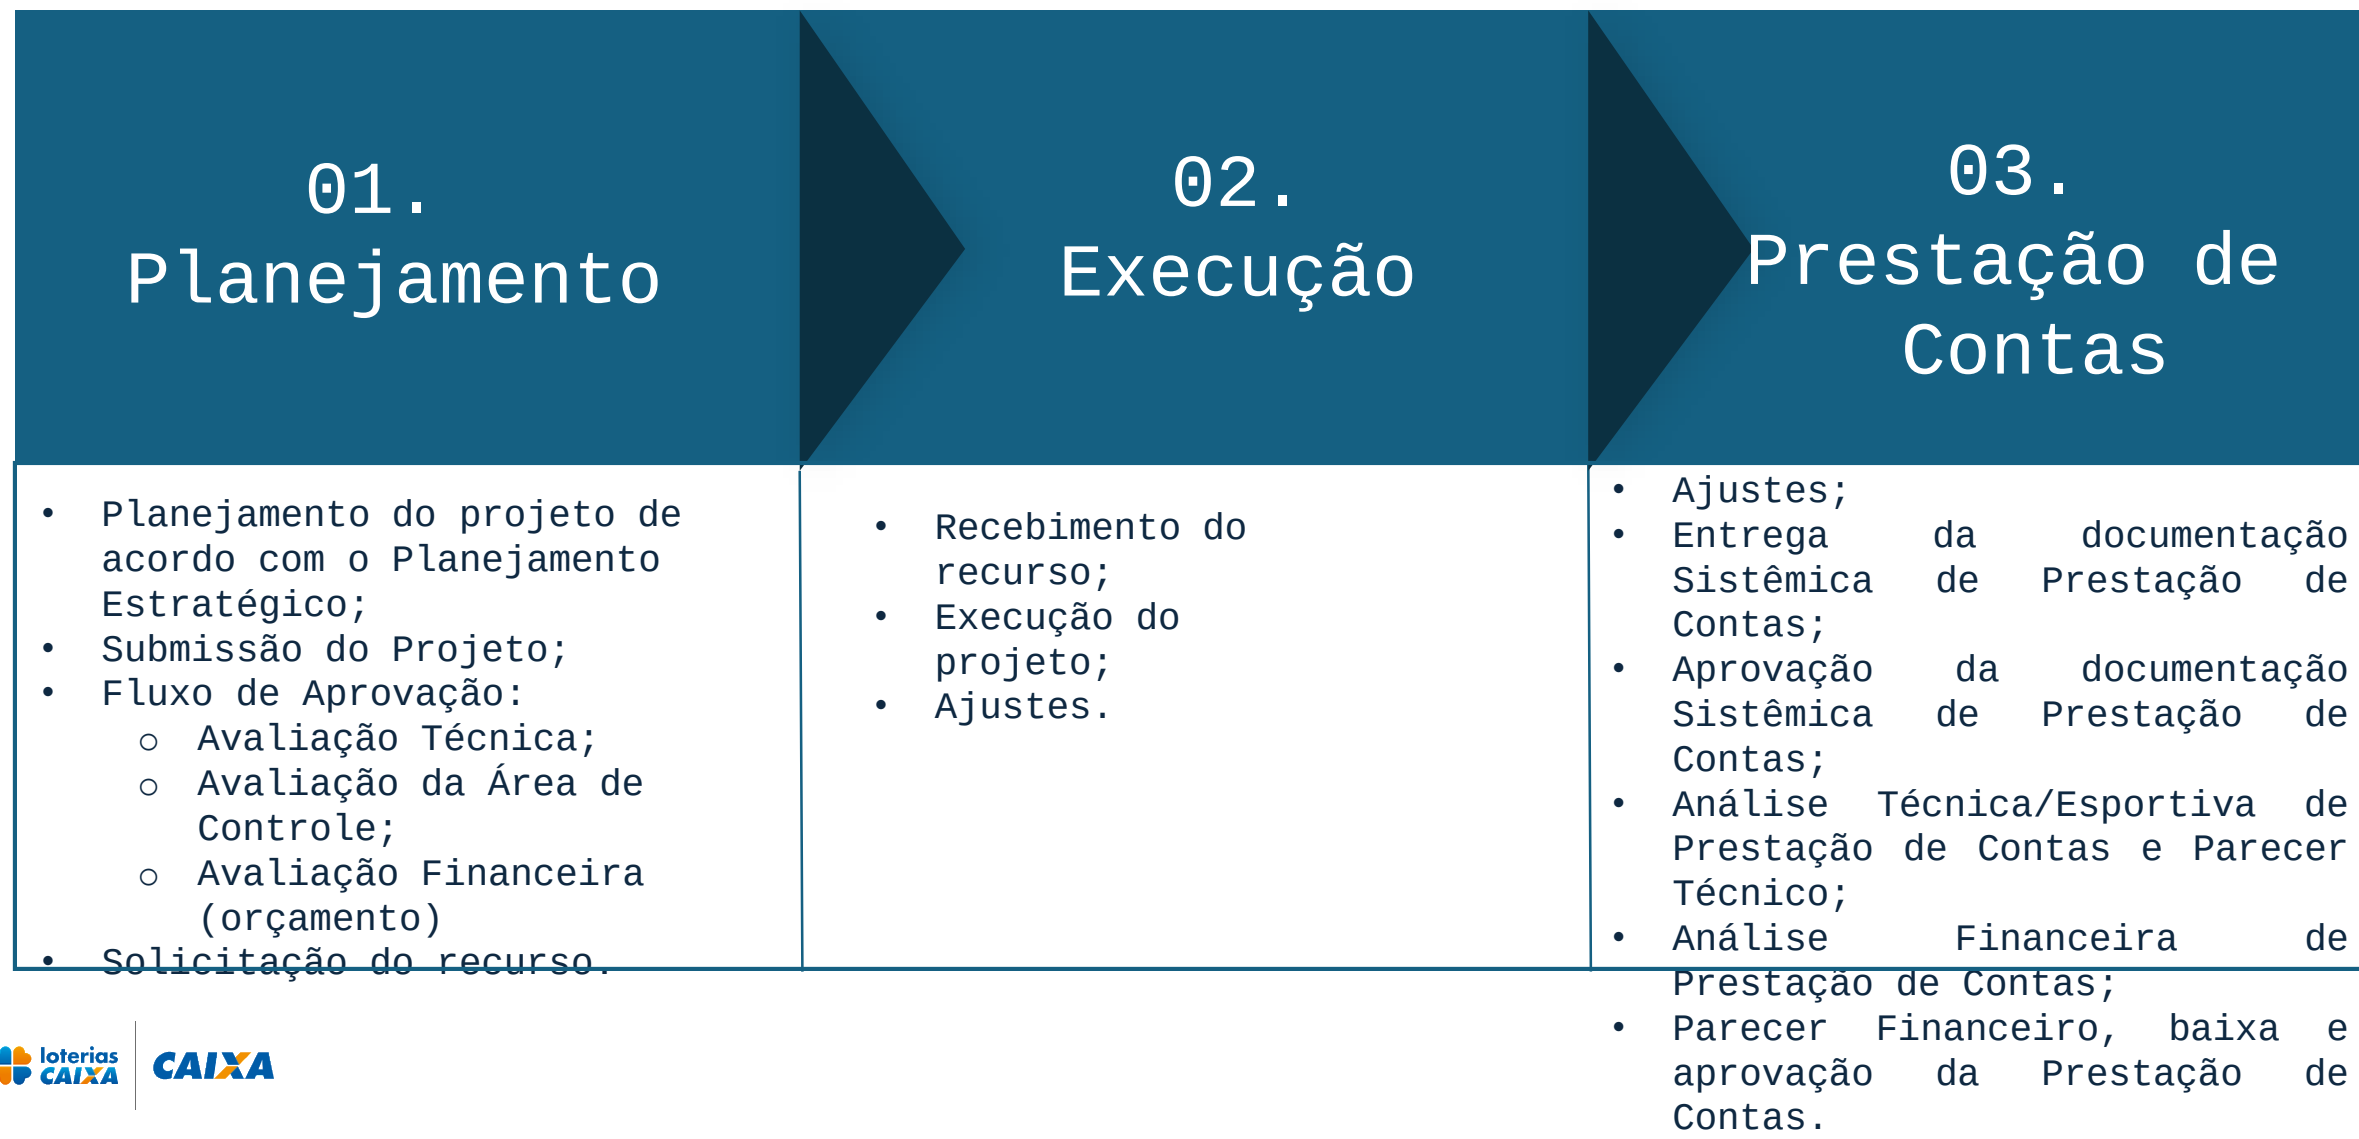 01.
Planejamento
02.
Execução
03.
Prestação de
Contas
• Planejamento do projeto de
acordo com o Planejamento
Estratégico;
• Submissão do Projeto;
• Fluxo de Aprovação:
o Avaliação Técnica;
o Avaliação da Área de
Controle;
o Avaliação Financeira
(orçamento)
• Solicitação do recurso.
• Recebimento do
recurso;
• Execução do
projeto;
• Ajustes.
• Ajustes;
• Entrega da documentação
Sistêmica de Prestação de
Contas;
• Aprovação da documentação
Sistêmica de Prestação de
Contas;
• Análise Técnica/Esportiva de
Prestação de Contas e Parecer
Técnico;
• Análise Financeira de
Prestação de Contas;
• Parecer Financeiro, baixa e
aprovação da Prestação de
Contas.
loterias
CAIXA
CAIXA